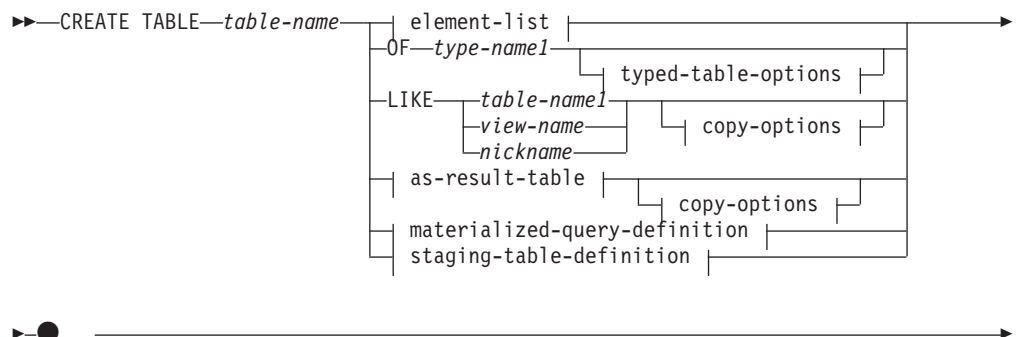 CREATE TABLE table-name element-list
OF type-name1
typed-table-options
LIKE table-name1
view-name copy-options
nickname
as-result-table
copy-options
materialized-query-definition
staging-table-definition